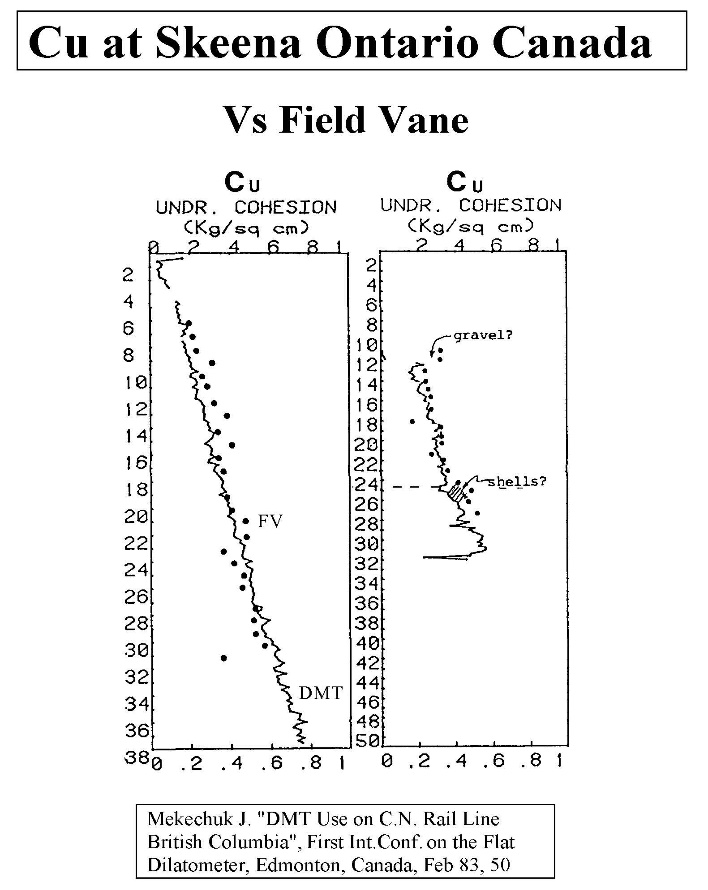 Cu at Skeena Ontario Canada
Vs Field Vane
Cu
UNDR. COHESION
(Kg/sq cm)
0 .2 .4 .6 .8 1
2
4
6
8
10
12
14
16
18
20
22
24
26
28
30
32
34
36
38
0 .2 .4 .6 .8 1
FV
DMT
Cu
UNDR. COHESION
(Kg/sq cm)
.2 .4 .6 .8 1
2
4
6
8
10
12
14
16
18
20
22
24
26
28
30
32
34
36
38
40
42
44
46
48
50
0 .2 .4 .6 .8 1
gravel?
shells?
Mekechuk J. "DMT Use on C.N. Rail Line
British Columbia", First Int.Conf. on the Flat
Dilatometer, Edmonton, Canada, Feb 83, 50